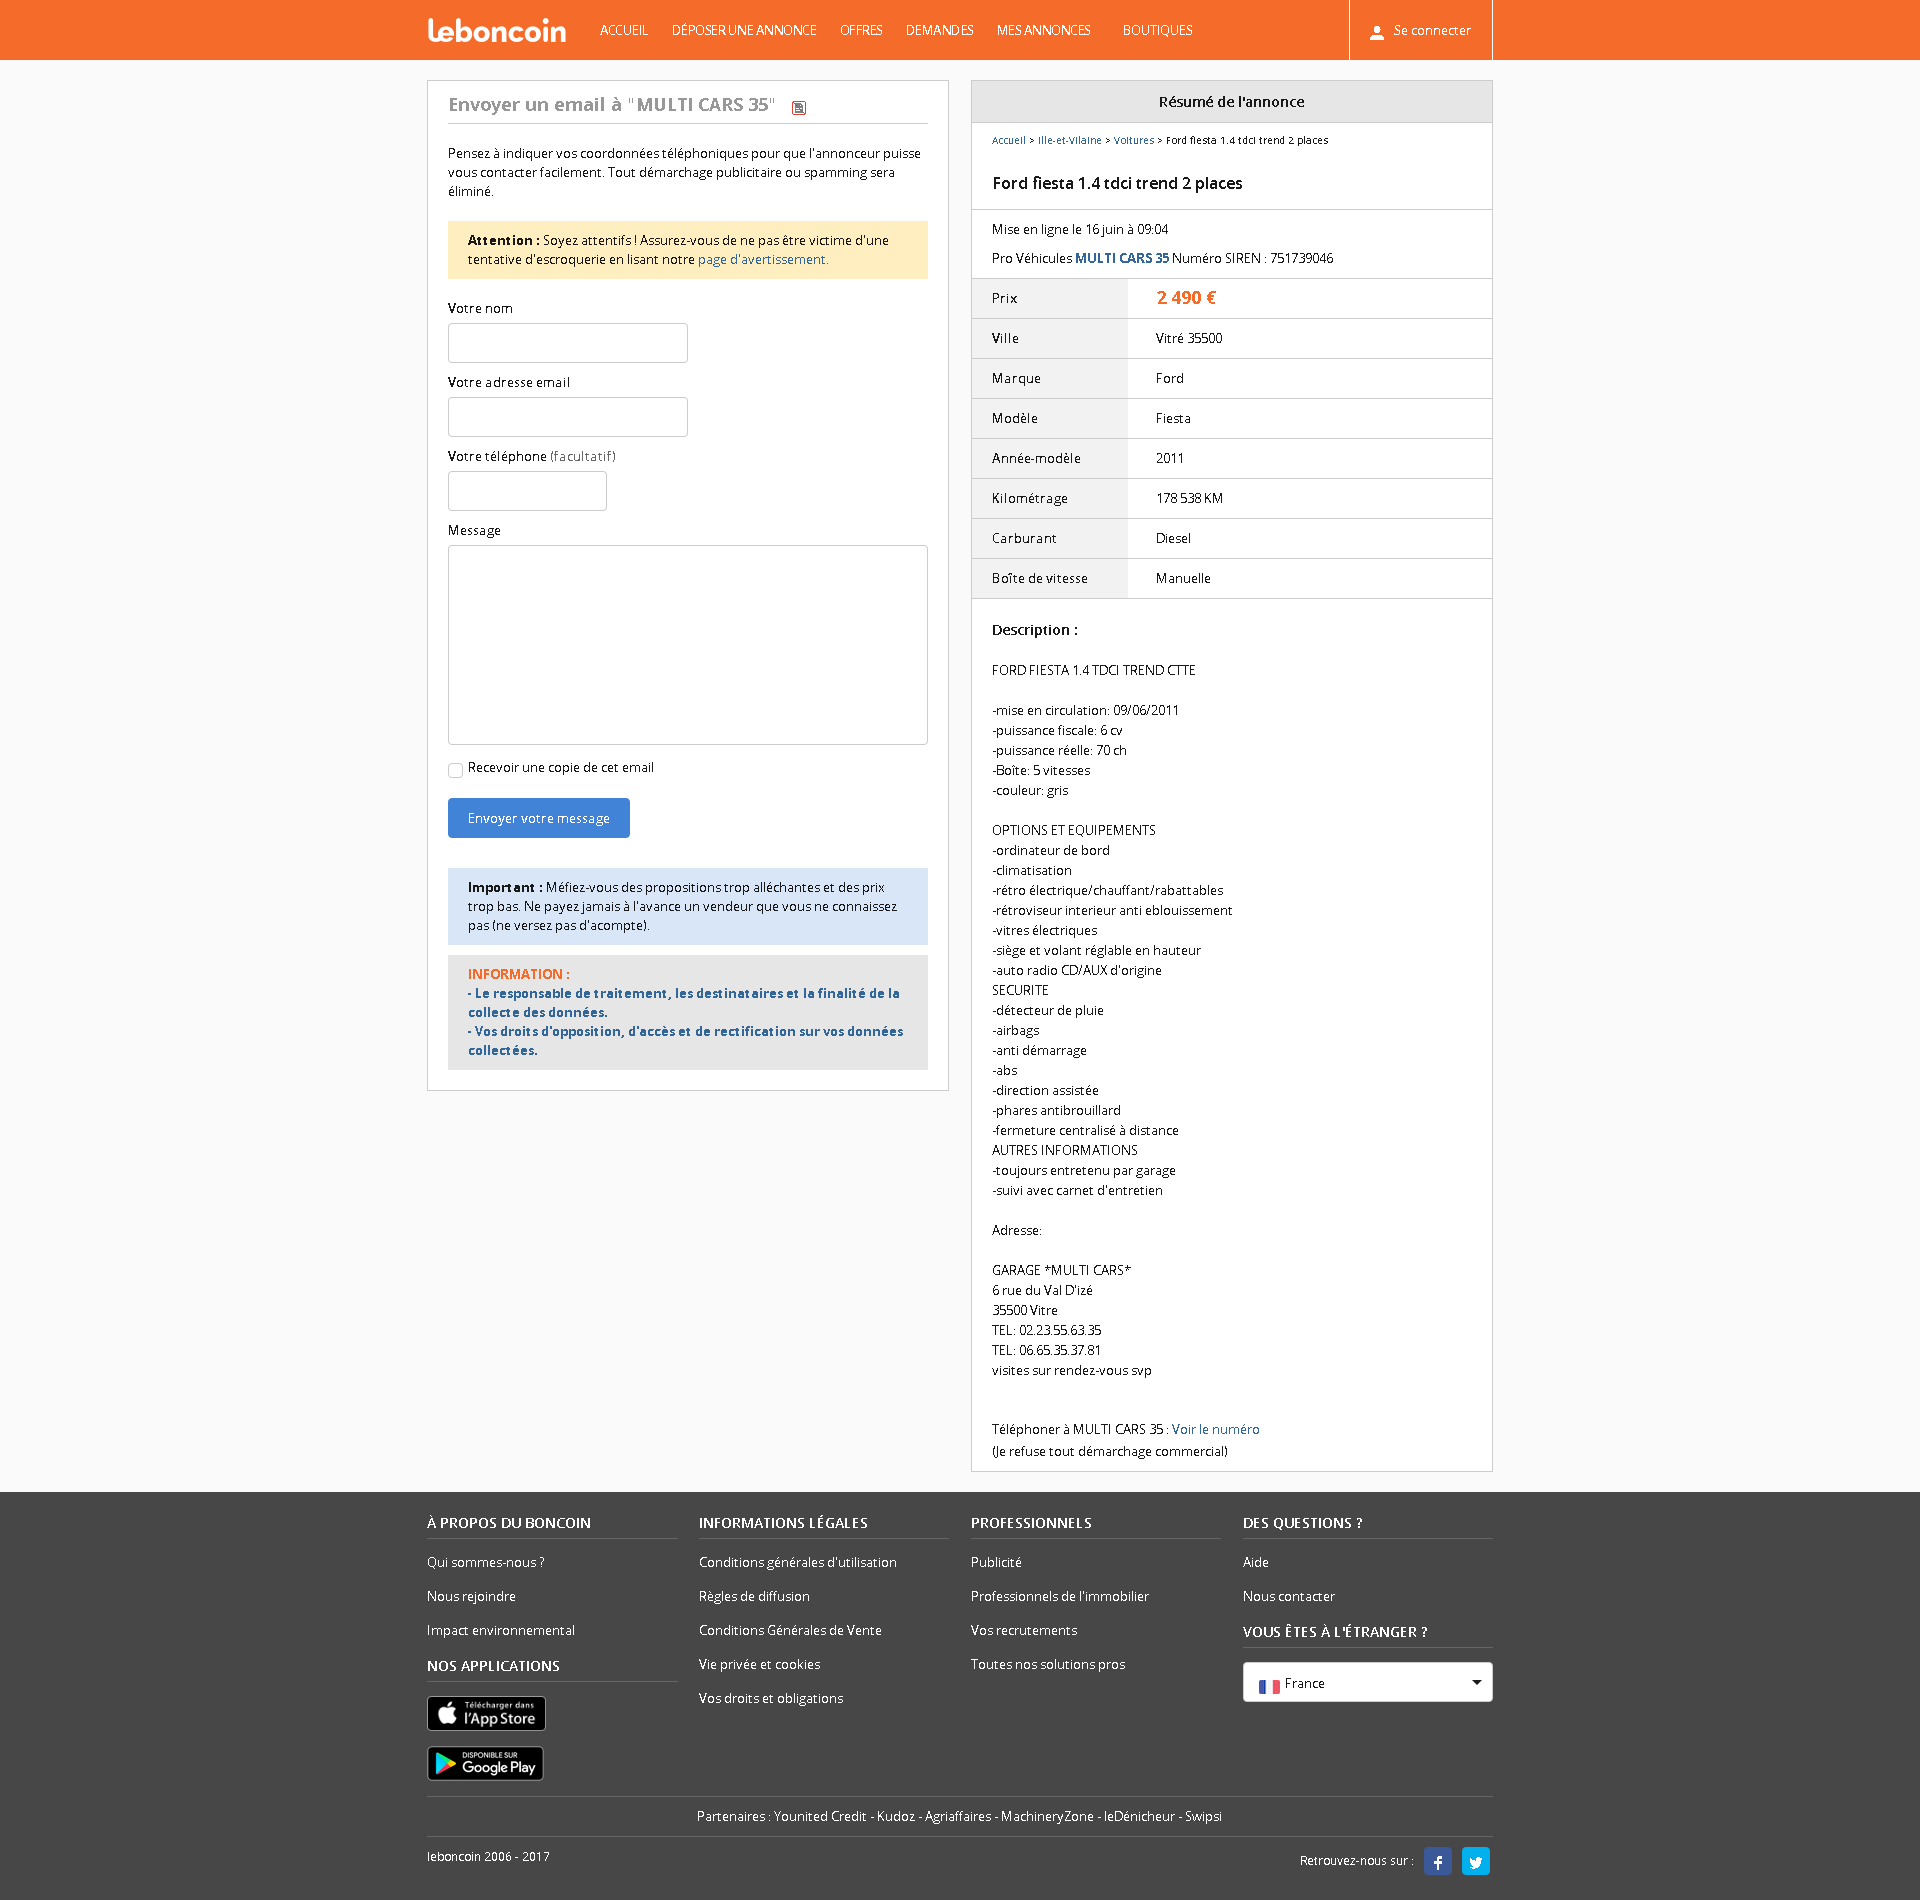 leboncoin
ACCUEIL
DÉPOSER UNE ANNONCE
OFFRES
DEMANDES
MES ANNONCES
BOUTIQUES
Se connecter
Envoyer un email à "MULTI CARS 35"
Pensez à indiquer vos coordonnées téléphoniques pour que l'annonceur puisse
vous contacter facilement. Tout démarchage publicitaire ou spamming sera
éliminé.
Attention : Soyez attentifs ! Assurez-vous de ne pas être victime d'une
tentative d'escroquerie en lisant notre page d'avertissement.
Votre nom
Votre adresse email
Votre téléphone (facultatif)
Message
Recevoir une copie de cet email
Envoyer votre message
Important : Méfiez-vous des propositions trop alléchantes et des prix
trop bas. Ne payez jamais à l'avance un vendeur que vous ne connaissez
pas (ne versez pas d'acompte).
INFORMATION :
- Le responsable de traitement, les destinataires et la finalité de la
collecte des données.
- Vos droits d'opposition, d'accès et de rectification sur vos données
collectées.
Résumé de l'annonce
Accueil > Ille-et-Vilaine > Voitures > Ford fiesta 1.4 tdci trend 2 places
Ford fiesta 1.4 tdci trend 2 places
Mise en ligne le 16 juin à 09:04
Pro Véhicules MULTI CARS 35 Numéro SIREN : 751739046
Prix 2 490 €
Ville Vitré 35500
Marque Ford
Modèle Fiesta
Année-modèle 2011
Kilométrage 178 538 KM
Carburant Diesel
Boîte de vitesse Manuelle
Description :
FORD FIESTA 1.4 TDCI TREND CTTE
-mise en circulation: 09/06/2011
-puissance fiscale: 6 cv
-puissance réelle: 70 ch
-Boîte: 5 vitesses
-couleur: gris
OPTIONS ET EQUIPEMENTS
-ordinateur de bord
-climatisation
-rétro électrique/chauffant/rabattables
-rétroviseur interieur anti eblouissement
-vitres électriques
-siège et volant réglable en hauteur
-auto radio CD/AUX d'origine
SECURITE
-détecteur de pluie
-airbags
-anti démarrage
-abs
-direction assistée
-phares antibrouillard
-fermeture centralisé à distance
AUTRES INFORMATIONS
-toujours entretenu par garage
-suivi avec carnet d'entretien
Adresse:
GARAGE *MULTI CARS*
6 rue du Val D'izé
35500 Vitre
TEL: 02.23.55.63.35
TEL: 06.65.35.37.81
visites sur rendez-vous svp
Téléphoner à MULTI CARS 35 : Voir le numéro
(Je refuse tout démarchage commercial)
À PROPOS DU BONCOIN
Qui sommes-nous ?
Nous rejoindre
Impact environnemental
NOS APPLICATIONS
Télécharger dans
l'App Store
DISPONIBLE SUR
Google Play
INFORMATIONS LÉGALES
Conditions générales d'utilisation
Règles de diffusion
Conditions Générales de Vente
Vie privée et cookies
Vos droits et obligations
PROFESSIONNELS
Publicité
Professionnels de l'immobilier
Vos recrutements
Toutes nos solutions pros
DES QUESTIONS ?
Aide
Nous contacter
VOUS ÊTES À L'ÉTRANGER ?
France
Partenaires : Younited Credit - Kudoz - Agriaffaires - MachineryZone - leDénicheur - Swipsi
leboncoin 2006 - 2017
Retrouvez-nous sur :